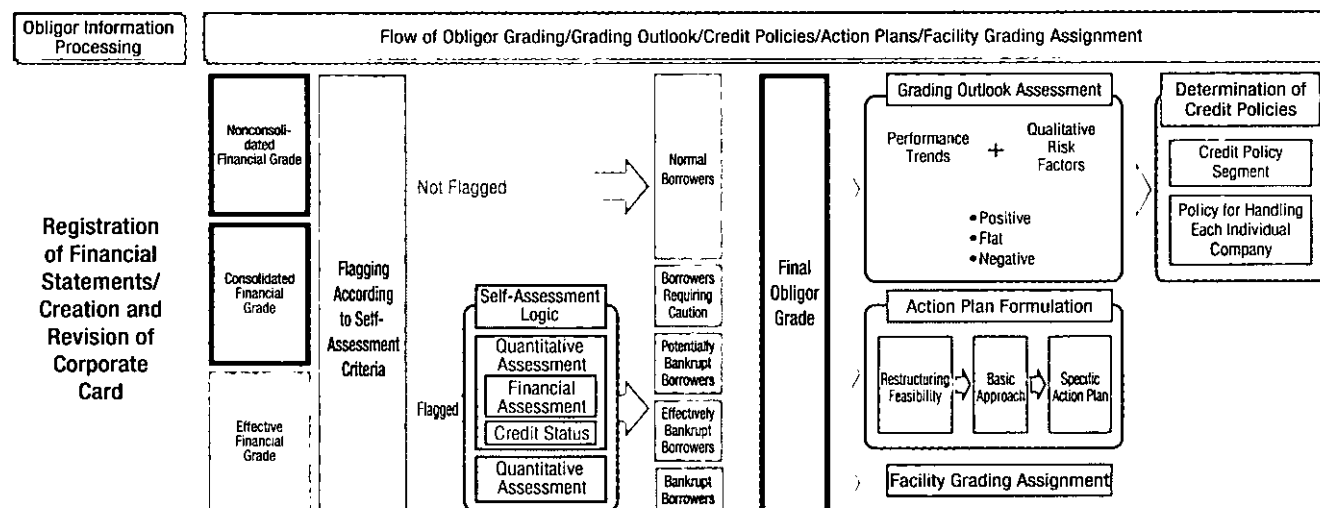 Obligor Information
Processing
Flow of Obligor Grading/Grading Outlook/Credit Policies/Action Plans/Facility Grading Assignment
Registration
of Financial
Statements/
Creation and
Revision of
Corporate
Card
Nonconsoli-
dated
Financial Grade
Consolidated
Financial
Grade
Effective
Financial
Grade
Flagging
According
to Self-
Assessment
Criteria
Not Flagged
Flagged
Self-Assessment
Logic
Quantitative
Assessment
Financial
Assessment
Credit Status
Quantitative
Assessment
Normal
Borrowers
Borrowers
Requiring
Caution
Potentially
Bankrupt
Borrowers
Effectively
Bankrupt
Borrowers
Bankrupt
Borrowers
Final
Obligor
Grade
Grading Outlook Assessment
Performance
Trends
+
Qualitative
Risk
Factors
• Positive
• Flat
• Negative
Action Plan Formulation
Restructuring
Feasibility
Basic
Approach
Specific
Action Plan
Facility Grading Assignment
Determination of
Credit Policies
Credit Policy
Segment
Policy for Handling
Each Individual
Company